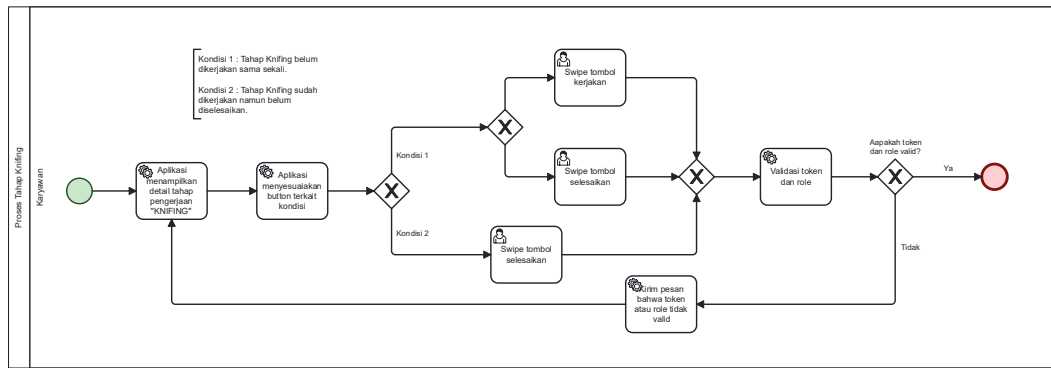 Proses Tahap Knifing
Karyawan
Kondisi 1 : Tahap Knifing belum
dikerjakan sama sekali.
Kondisi 2 : Tahap Knifing sudah
dikerjakan namun belum
diselesaikan.
Aplikasi
menampilkan
detail tahap
pengerjaan
"KNIFING"
Aplikasi
menyesuaiakan
button terkait
kondisi
Kondisi 1
Kondisi 2
Swipe tombol
kerjakan
Swipe tombol
selesaikan
Swipe tombol
selesaikan
Validasi token
dan role
Aapakah token
dan role valid?
Ya
Tidak
Kirim pesan
bahwa token
atau role tidak
valid